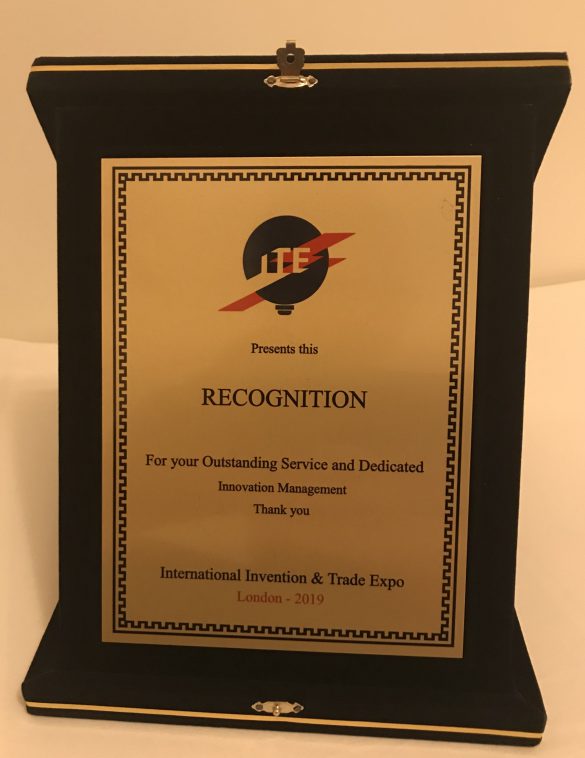 ITE
Presents this
RECOGNITION
For your Outstanding Service and Dedicated
Innovation Management
Thank you
International Invention & Trade Expo
London - 2019